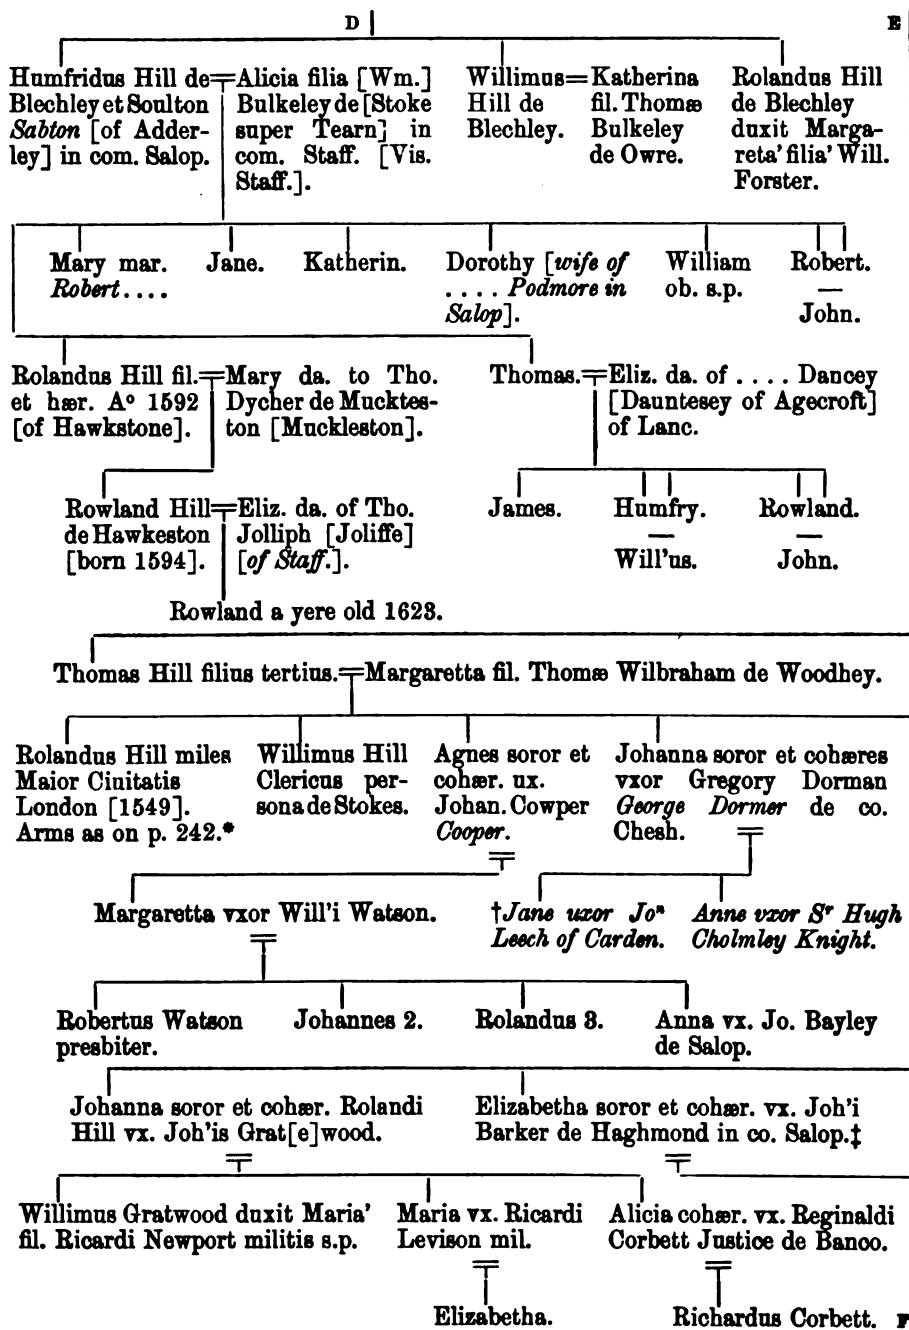 D E
Humfridus Hill de=Alicia filia [Wm.]
Blechley et Soulton Bulkeley de [Stoke
Sabton [of Adder- super Tearn] in
ley] in com. Salop. com. Staff. [Vis.
Staff.].
Willimus=Katherina
Hill de fil. Thomæ
Blechley. Bulkeley
de Owre.
Rolandus Hill
de Blechley
duxit Marga-
reta' filia' Will.
Forster.
Mary mar.
Robert....
Jane.
Katherin.
Dorothy [wife of
.... Podmore in
Salop].
William
ob. s.p.
Robert.
—
John.
Rolandus Hill fil.=Mary da. to Tho.
et hær. Aº 1592 Dycher de Muckles-
[of Hawkstone]. ton [Muckleston].
Thomas.=Eliz. da. of .... Dancey
[Dauntesey of Agecroft]
of Lanc.
Rowland Hill=Eliz. da. of Tho.
de Hawkeston Jolliph [Joliffe]
[born 1594]. [of Staff.].
James.
Humfry.
—
Will'us.
Rowland.
—
John.
Rowland a yere old 1623.
Thomas Hill filius tertius.=Margaretta fil. Thomæ Wilbraham de Woodhey.
Rolandus Hill miles
Maior Ciuitatis
London [1549].
Arms as on p. 242.*
Willimus Hill
Clericus per-
sona de Stokes.
Agnes soror et
cohær. ux.
Johan. Cowper
Cooper.
Johanna soror et cohæres
vxor Gregory Dorman
George Dormer de co.
Chesh.
Margaretta vxor Will'i Watson.
†Jane uxor Joⁿ
Leech of Carden.
Anne vxor Sʳ Hugh
Cholmley Knight.
Robertus Watson
presbiter.
Johannes 2.
Rolandus 3.
Anna vx. Jo. Bayley
de Salop.
Johanna soror et cohær. Rolandi
Hill vx. Joh'is Grat[e]wood.
Elizabetha soror et cohær. vx. Joh'i
Barker de Haghmond in co. Salop.‡
Willimus Gratwood duxit Maria'
fil. Ricardi Newport militis s.p.
Maria vx. Ricardi
Levison mil.
Alicia cohær. vx. Reginaldi
Corbett Justice de Banco.
Elizabetha.
Richardus Corbett. F